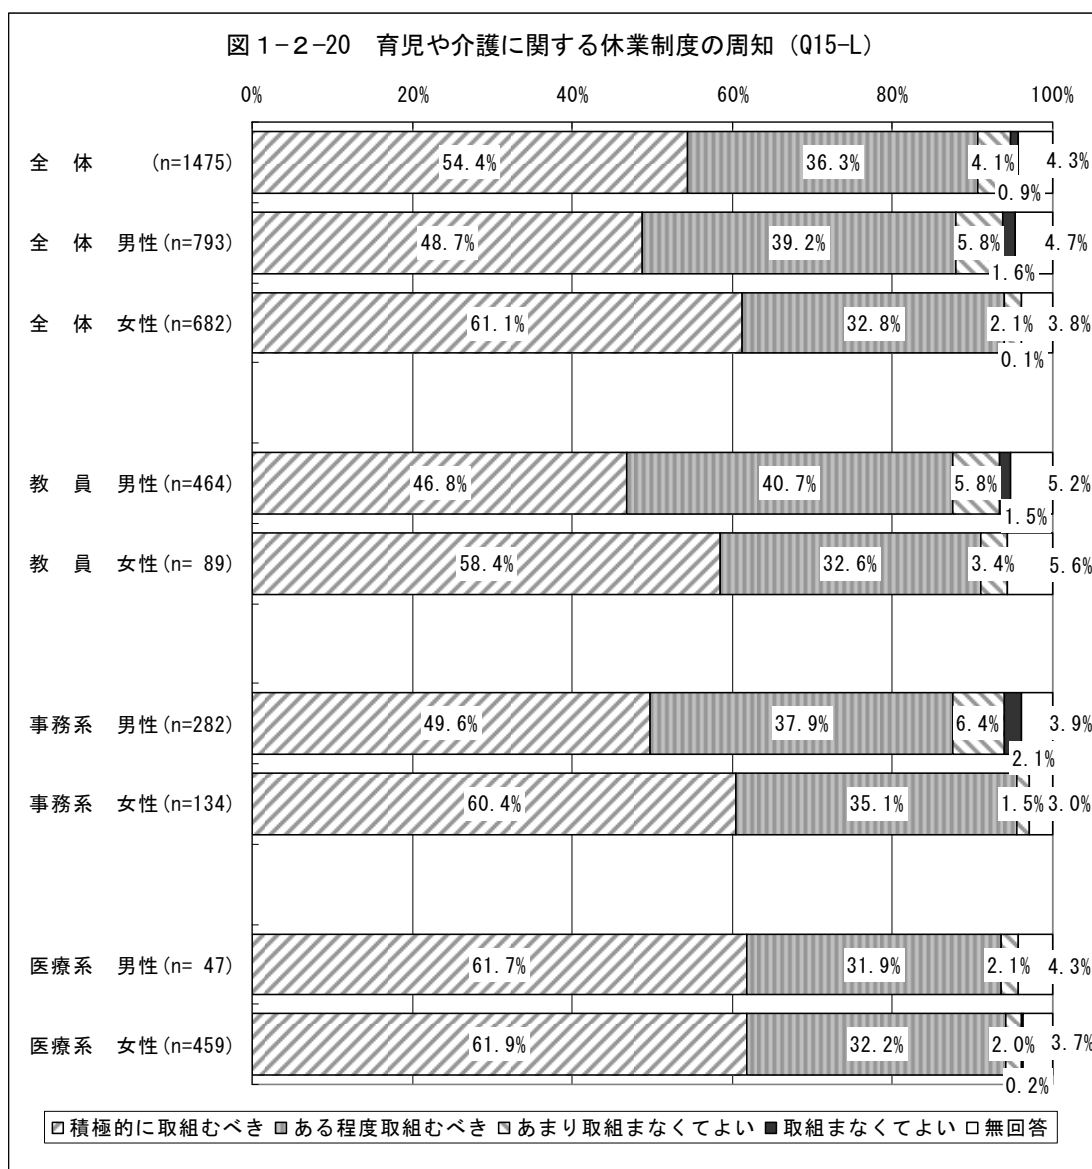 図１-２-20　育児や介護に関する休業制度の周知（Q15-L）
0% 20% 40% 60% 80% 100%
全　体　　(n=1475) 54.4% 36.3% 4.1% 4.3%
0.9%
全　体　男性(n=793) 48.7% 39.2% 5.8% 4.7%
1.6%
全　体　女性(n=682) 61.1% 32.8% 2.1% 3.8%
0.1%
教　員　男性(n=464) 46.8% 40.7% 5.8% 5.2%
1.5%
教　員　女性(n= 89) 58.4% 32.6% 3.4% 5.6%
事務系　男性(n=282) 49.6% 37.9% 6.4% 3.9%
2.1%
事務系　女性(n=134) 60.4% 35.1% 1.5% 3.0%
医療系　男性(n= 47) 61.7% 31.9% 2.1% 4.3%
医療系　女性(n=459) 61.9% 32.2% 2.0% 3.7%
0.2%
積極的に取組むべき ある程度取組むべき あまり取組まなくてよい 取組まなくてよい 無回答